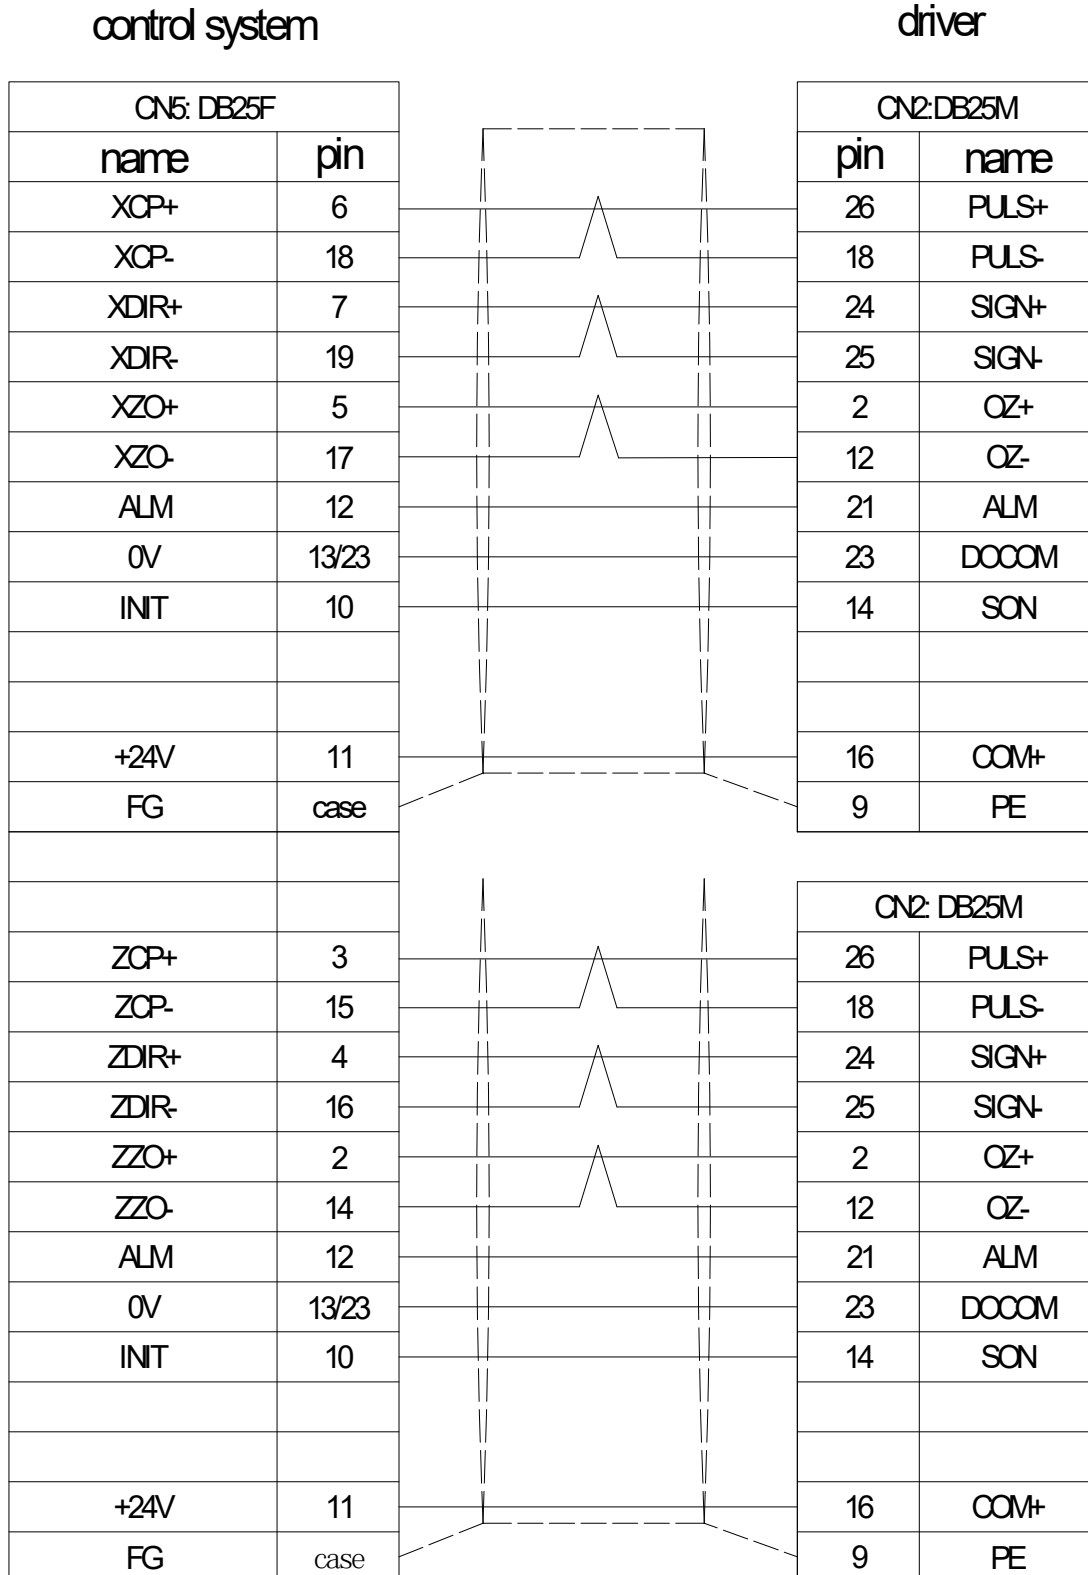 control system driver
CN5: DB25F CN2:DB25M
name pin pin name
XCP+ 6 26 PULS+
XCP- 18 18 PULS-
XDIR+ 7 24 SIGN+
XDIR- 19 25 SIGN-
XZO+ 5 2 OZ+
XZO- 17 12 OZ-
ALM 12 21 ALM
0V 13/23 23 DOCOM
INIT 10 14 SON
+24V 11 16 COM+
FG case 9 PE
CN2: DB25M
ZCP+ 3 26 PULS+
ZCP- 15 18 PULS-
ZDIR+ 4 24 SIGN+
ZDIR- 16 25 SIGN-
ZZO+ 2 2 OZ+
ZZO- 14 12 OZ-
ALM 12 21 ALM
0V 13/23 23 DOCOM
INIT 10 14 SON
+24V 11 16 COM+
FG case 9 PE